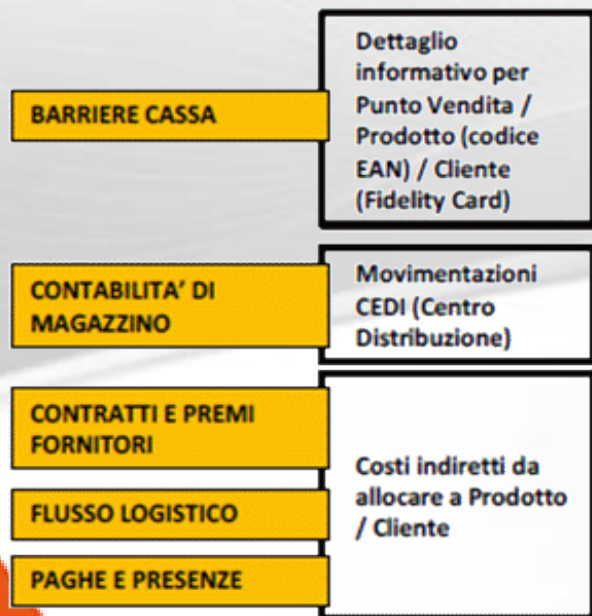 BARRIERE CASSA
Dettaglio
informativo per
Punto Vendita /
Prodotto (codice
EAN) / Cliente
(Fidelity Card)
CONTABILITA’ DI
MAGAZZINO
Movimentazioni
CEDI (Centro
Distribuzione)
CONTRATTI E PREMI
FORNITORI
FLUSSO LOGISTICO
PAGHE E PRESENZE
Costi indiretti da
allocare a Prodotto
/ Cliente